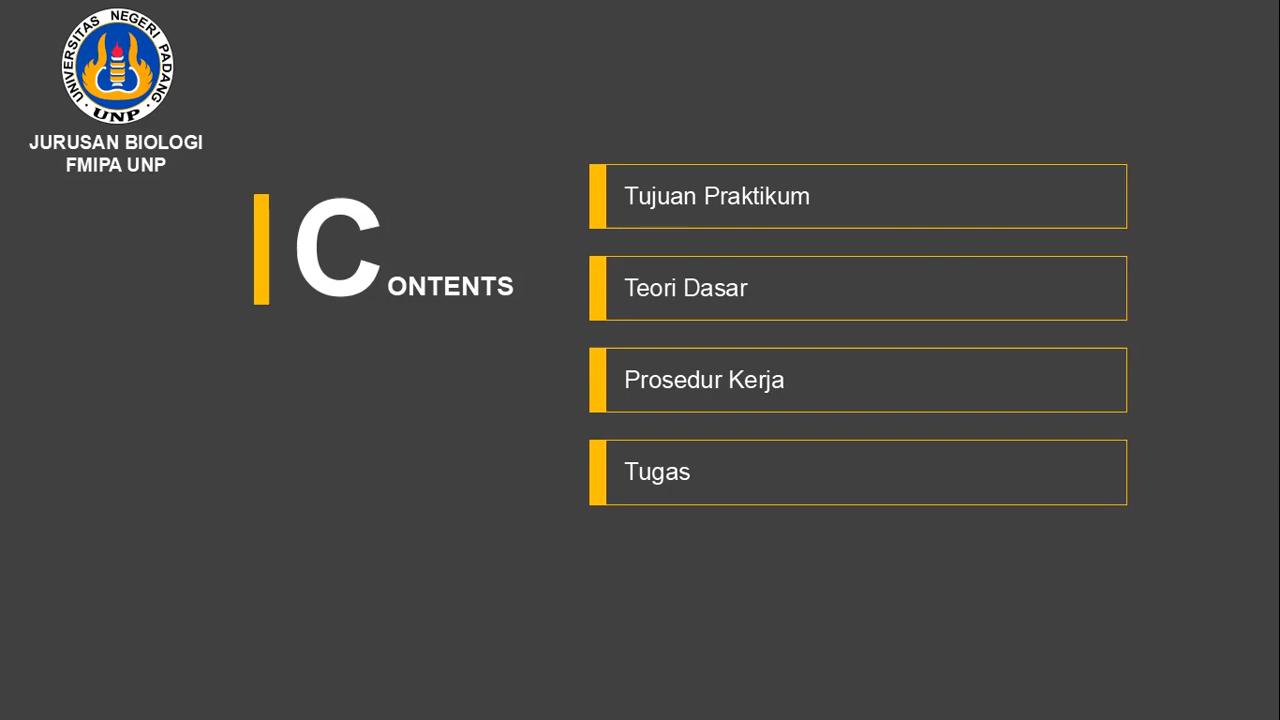 UNIVERSITAS NEGERI PADANG
UNP
JURUSAN BIOLOGI
FMIPA UNP
CONTENTS
Tujuan Praktikum
Teori Dasar
Prosedur Kerja
Tugas